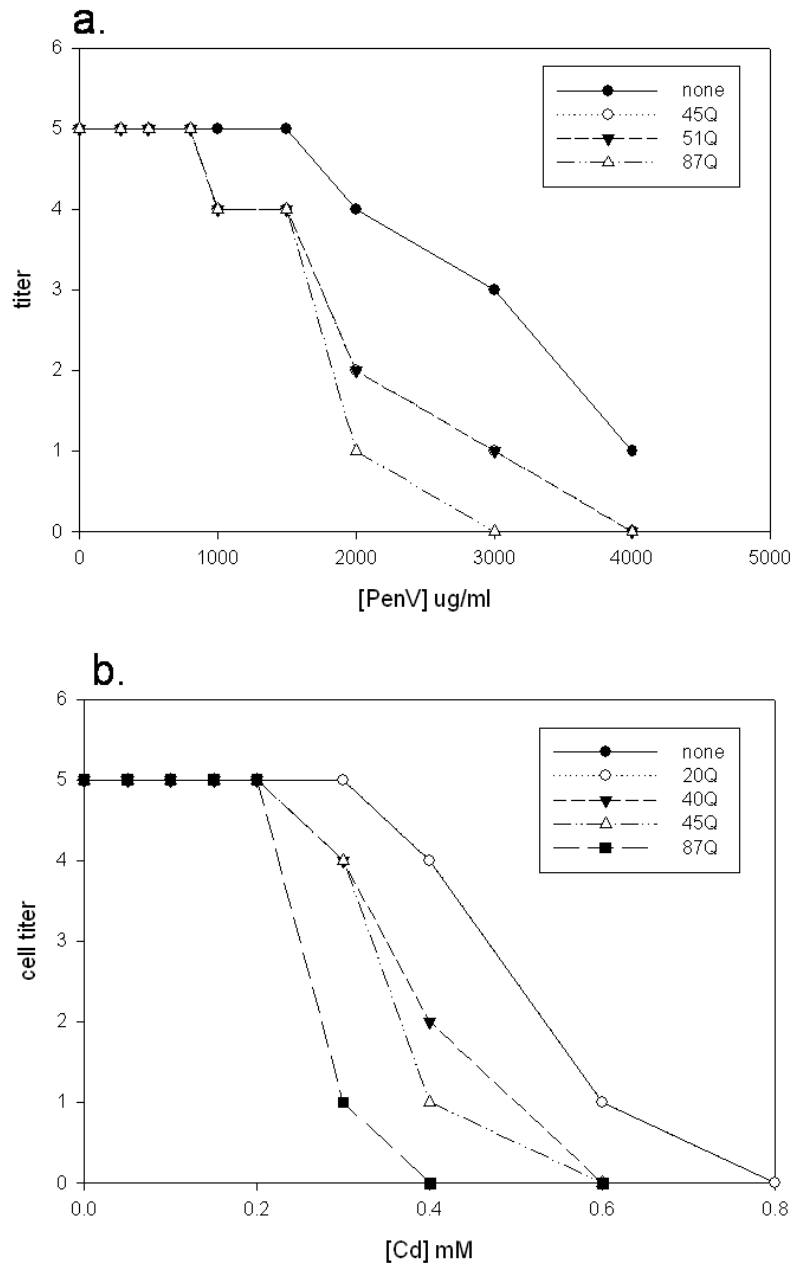 a.
6
5
4
3
2
1
0
titer
none
45Q
51Q
87Q
0 1000 2000 3000 4000 5000
[PenV] ug/ml
b.
6
5
4
3
2
1
0
cell titer
none
20Q
40Q
45Q
87Q
0.0 0.2 0.4 0.6 0.8
[Cd] mM